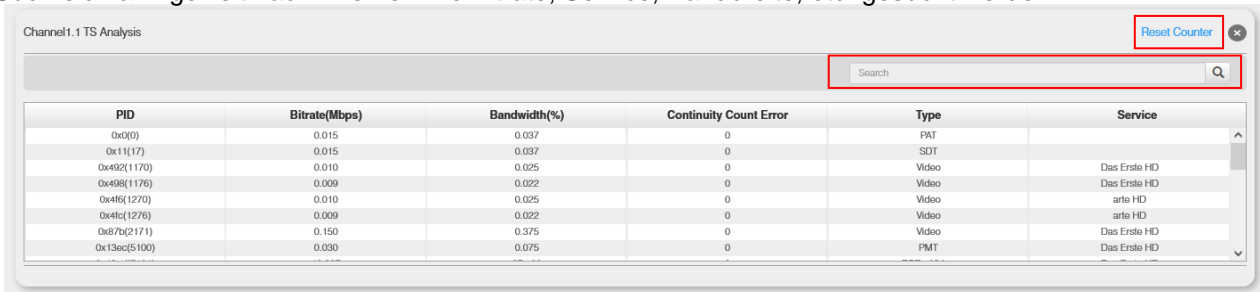 Channel1.1 TS Analysis Reset Counter
Search
PID Bitrate(Mbps) Bandwidth(%) Continuity Count Error Type Service
0x0(0) 0.015 0.037 0 PAT
0x11(17) 0.015 0.037 0 SDT
0x492(1170) 0.010 0.025 0 Video Das Erste HD
0x498(1176) 0.009 0.022 0 Video Das Erste HD
0x4f6(1270) 0.010 0.025 0 Video arte HD
0x4fc(1276) 0.009 0.022 0 Video arte HD
0x87b(2171) 0.150 0.375 0 Video Das Erste HD
0x13ec(5100) 0.030 0.075 0 PMT Das Erste HD